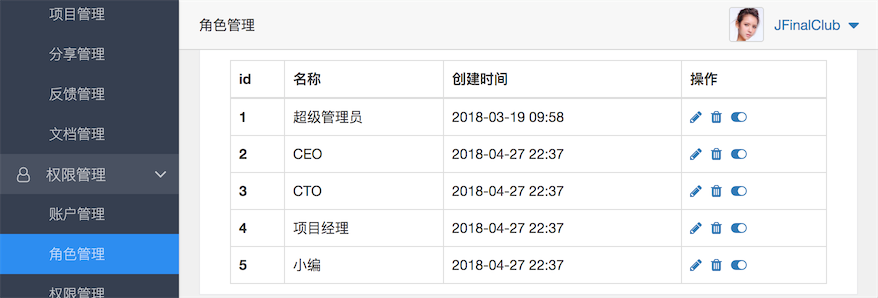 项目管理
分享管理
反馈管理
文档管理
权限管理
账户管理
角色管理
权限管理
角色管理
JFinalClub
id 名称 创建时间 操作
1 超级管理员 2018-03-19 09:58
2 CEO 2018-04-27 22:37
3 CTO 2018-04-27 22:37
4 项目经理 2018-04-27 22:37
5 小编 2018-04-27 22:37